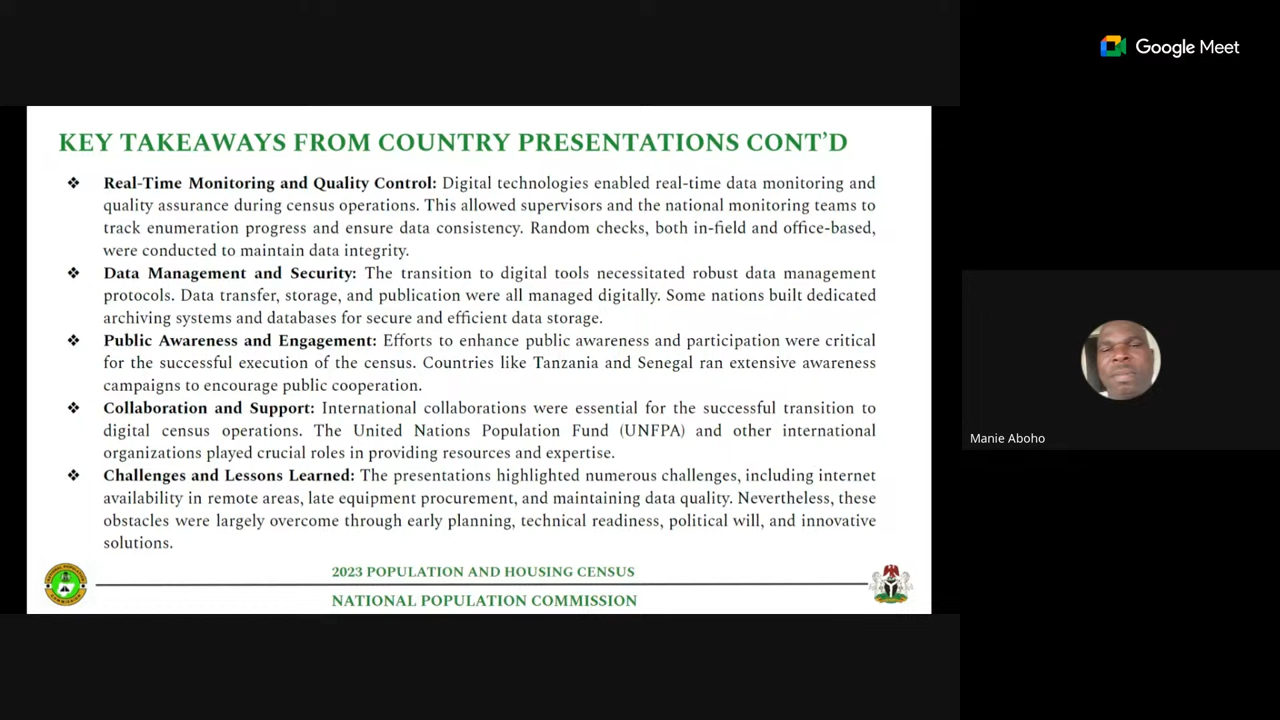 Google Meet
KEY TAKEAWAYS FROM COUNTRY PRESENTATIONS CONT’D
❖ Real-Time Monitoring and Quality Control: Digital technologies enabled real-time data monitoring and
quality assurance during census operations. This allowed supervisors and the national monitoring teams to
track enumeration progress and ensure data consistency. Random checks, both in-field and office-based,
were conducted to maintain data integrity.
❖ Data Management and Security: The transition to digital tools necessitated robust data management
protocols. Data transfer, storage, and publication were all managed digitally. Some nations built dedicated
archiving systems and databases for secure and efficient data storage.
❖ Public Awareness and Engagement: Efforts to enhance public awareness and participation were critical
for the successful execution of the census. Countries like Tanzania and Senegal ran extensive awareness
campaigns to encourage public cooperation.
❖ Collaboration and Support: International collaborations were essential for the successful transition to
digital census operations. The United Nations Population Fund (UNFPA) and other international
organizations played crucial roles in providing resources and expertise.
❖ Challenges and Lessons Learned: The presentations highlighted numerous challenges, including internet
availability in remote areas, late equipment procurement, and maintaining data quality. Nevertheless, these
obstacles were largely overcome through early planning, technical readiness, political will, and innovative
solutions.
2023 POPULATION AND HOUSING CENSUS
NATIONAL POPULATION COMMISSION
Manie Aboho